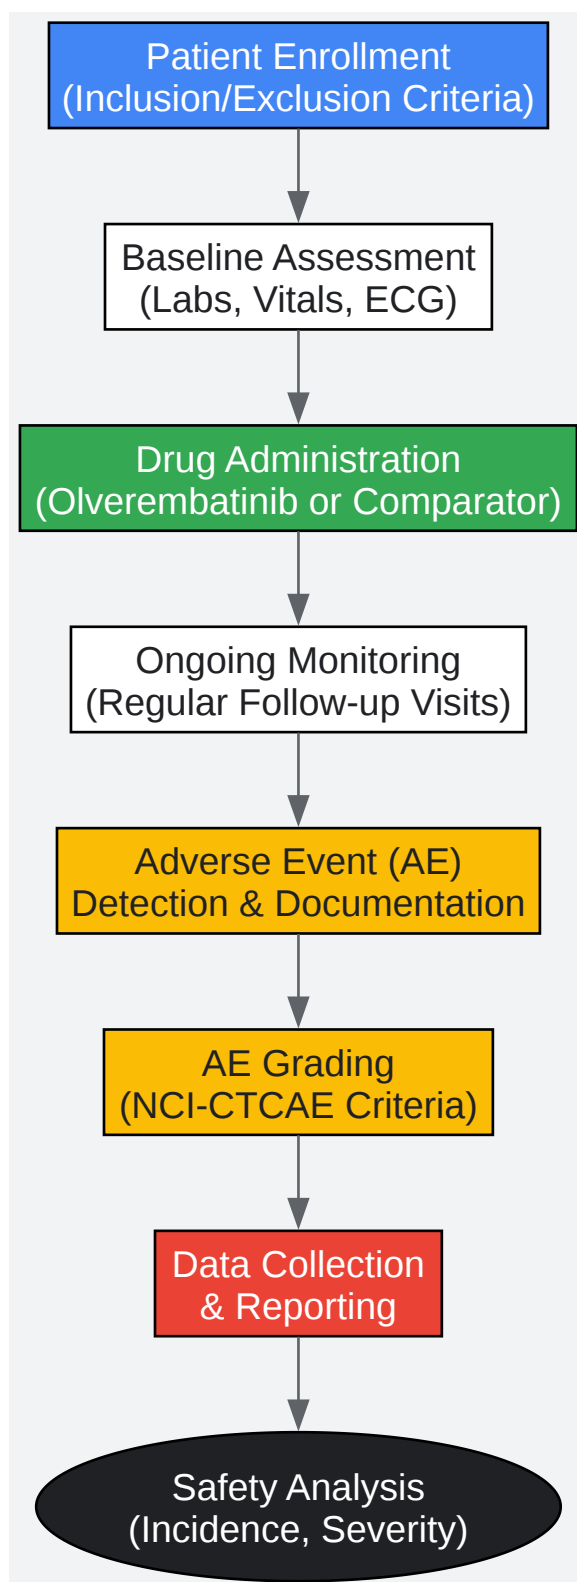 Patient Enrollment
(Inclusion/Exclusion Criteria)
Baseline Assessment
(Labs, Vitals, ECG)
Drug Administration
(Olverembatinib or Comparator)
Ongoing Monitoring
(Regular Follow-up Visits)
Adverse Event (AE)
Detection & Documentation
AE Grading
(NCI-CTCAE Criteria)
Data Collection
& Reporting
Safety Analysis
(Incidence, Severity)